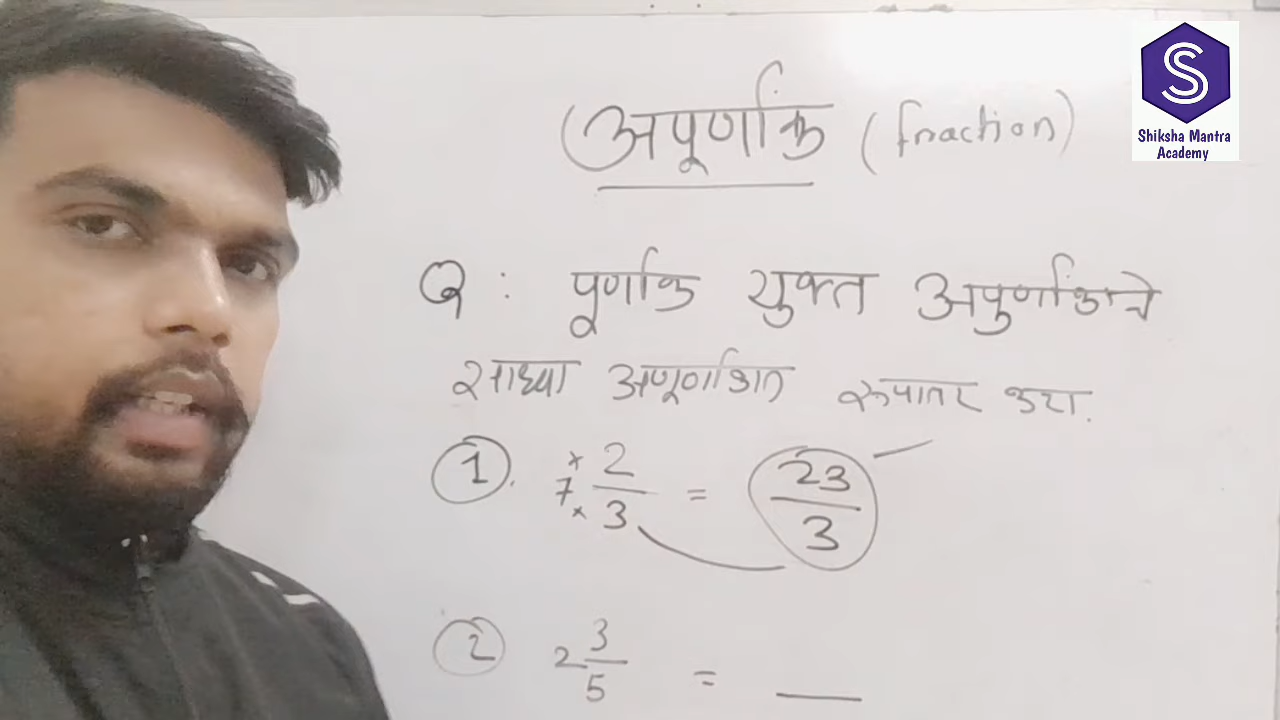 अपूर्णांक (fraction)
Shiksha Mantra
Academy
Q : पूर्णांक युक्त अपुर्णांकाचे
साध्या अपूर्णांकात रूपातर करा.
1. 7 × × 2/3 = 23/3
2 2 3/5 = __